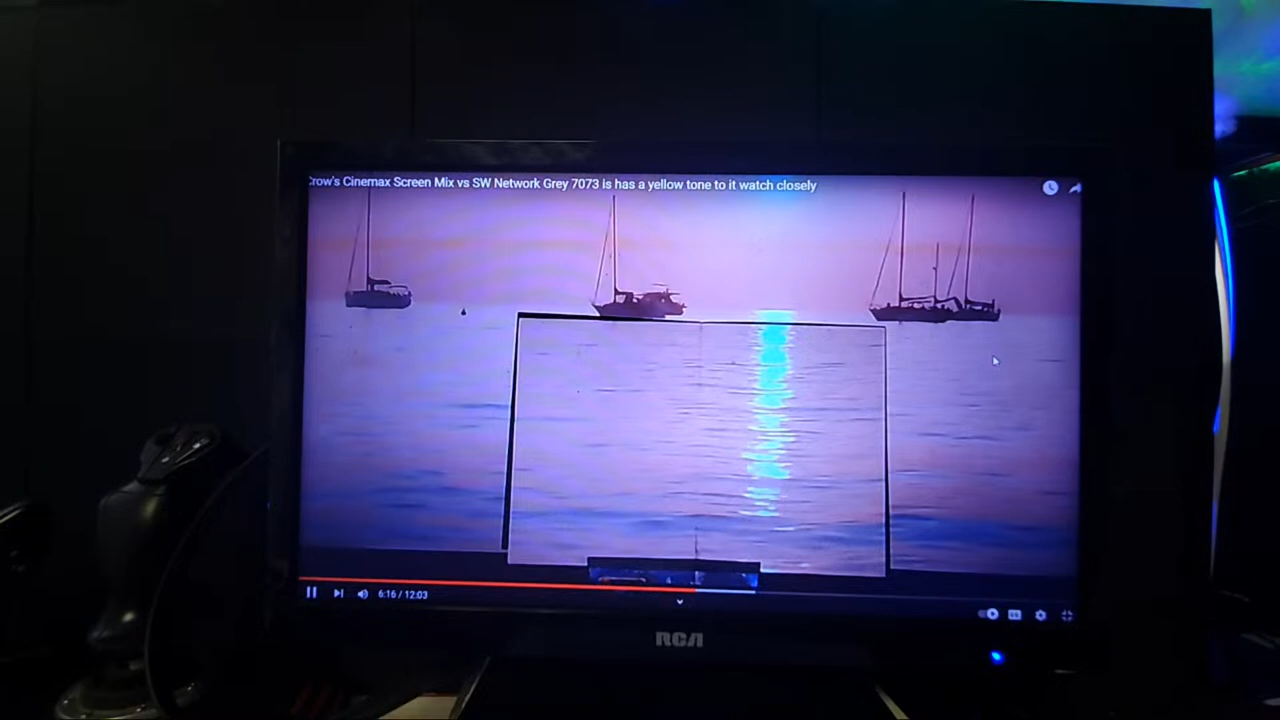 Crow's Cinemax Screen Mix vs SW Network Grey 7073 is has a yellow tone to it watch closely
6:16 / 12:03
RCA